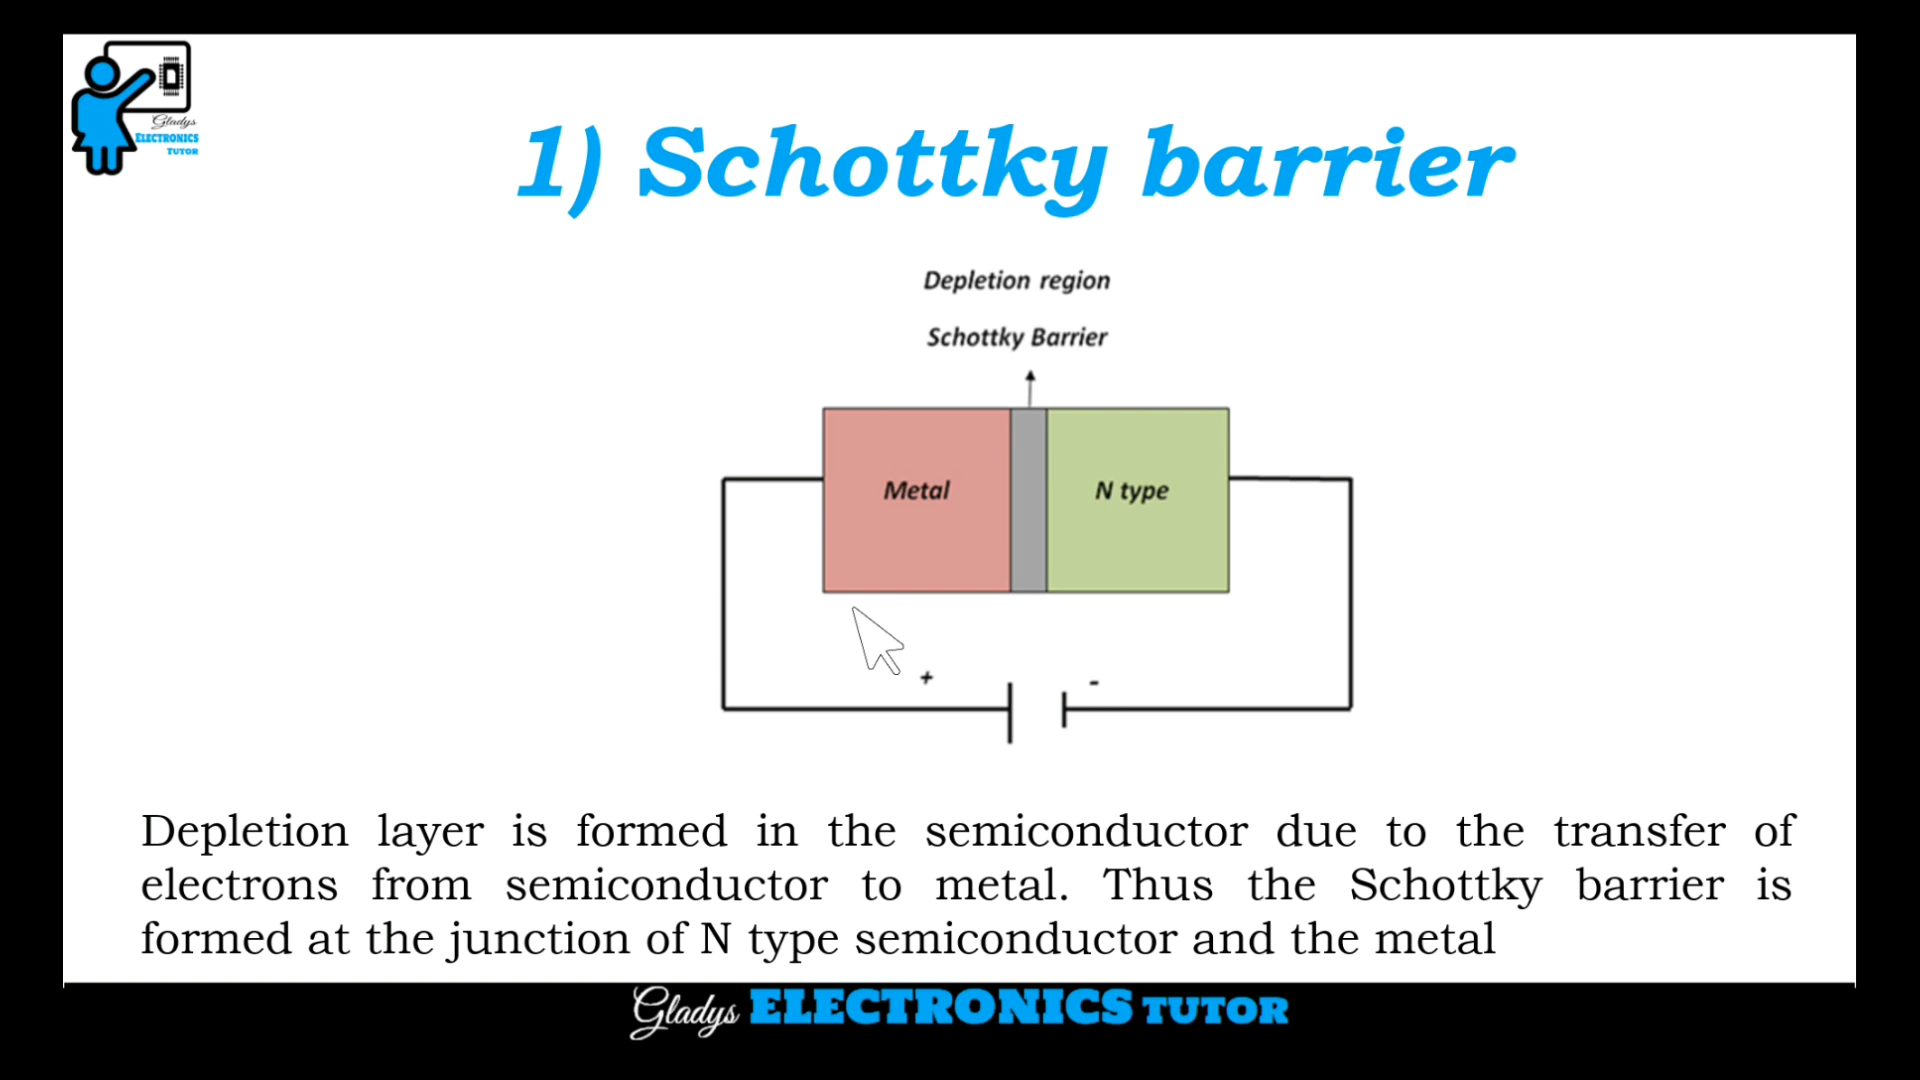 Gladys
ELECTRONICS
TUTOR
1) Schottky barrier
Depletion region
Schottky Barrier
Metal
N type
+
-
Depletion layer is formed in the semiconductor due to the transfer of
electrons from semiconductor to metal. Thus the Schottky barrier is
formed at the junction of N type semiconductor and the metal
Gladys ELECTRONICS TUTOR